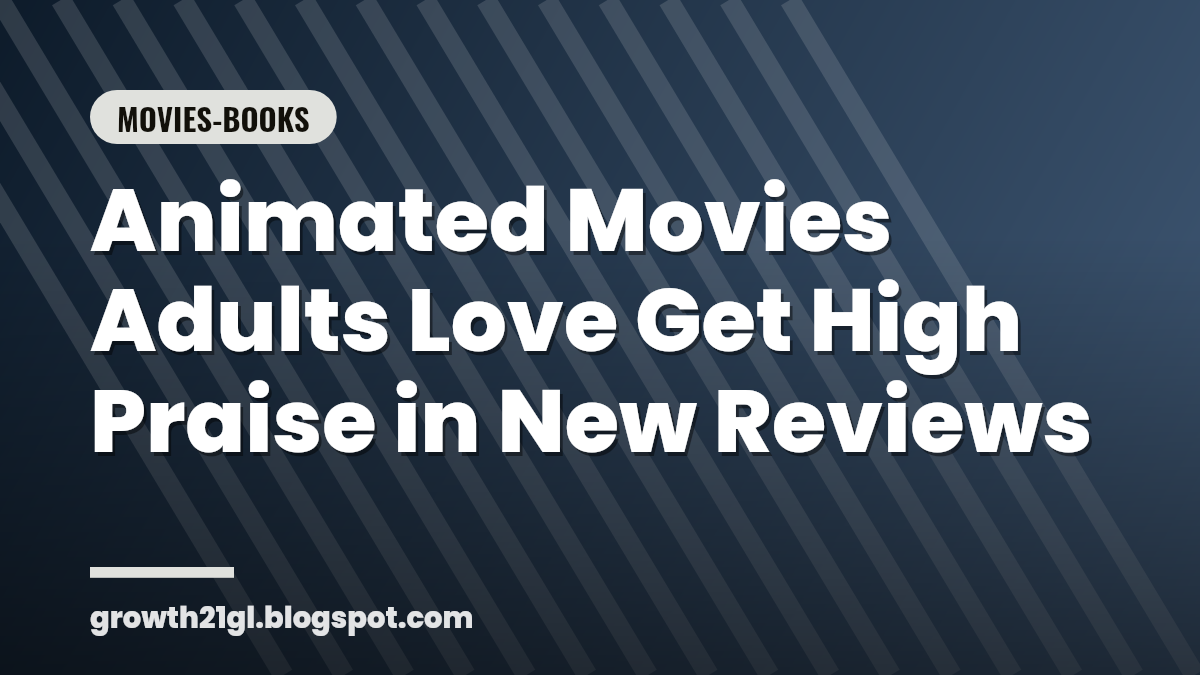 MOVIES-BOOKS
Animated Movies
Adults Love Get High
Praise in New Reviews
growth21gl.blogspot.com